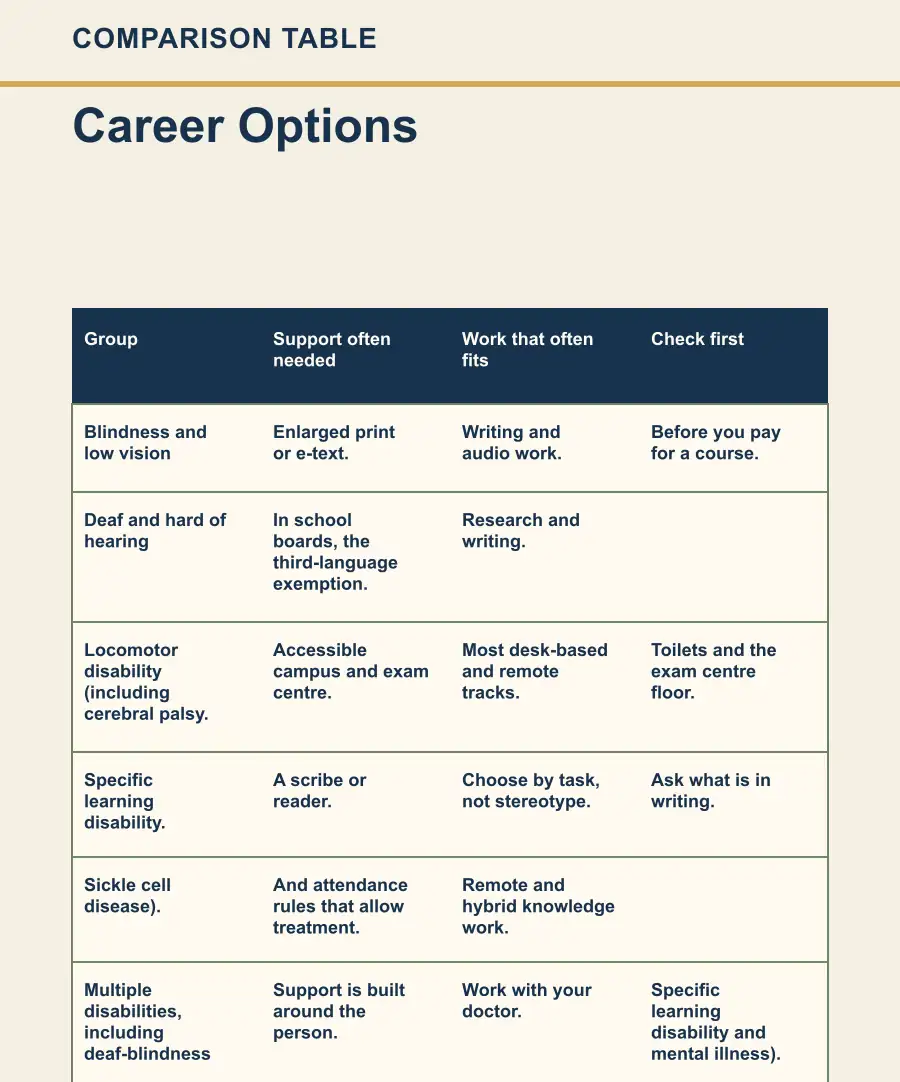 COMPARISON TABLE
Career Options
Group
Support often
needed
Work that often
fits
Check first
Blindness and
low vision
Enlarged print
or e-text.
Writing and
audio work.
Before you pay
for a course.
Deaf and hard of
hearing
In school
boards, the
third-language
exemption.
Research and
writing.
Locomotor
disability
(including
cerebral palsy.
Accessible
campus and exam
centre.
Most desk-based
and remote
tracks.
Toilets and the
exam centre
floor.
Specific
learning
disability.
A scribe or
reader.
Choose by task,
not stereotype.
Ask what is in
writing.
Sickle cell
disease).
And attendance
rules that allow
treatment.
Remote and
hybrid knowledge
work.
Multiple
disabilities,
including
deaf-blindness
Support is built
around the
person.
Work with your
doctor.
Specific
learning
disability and
mental illness).